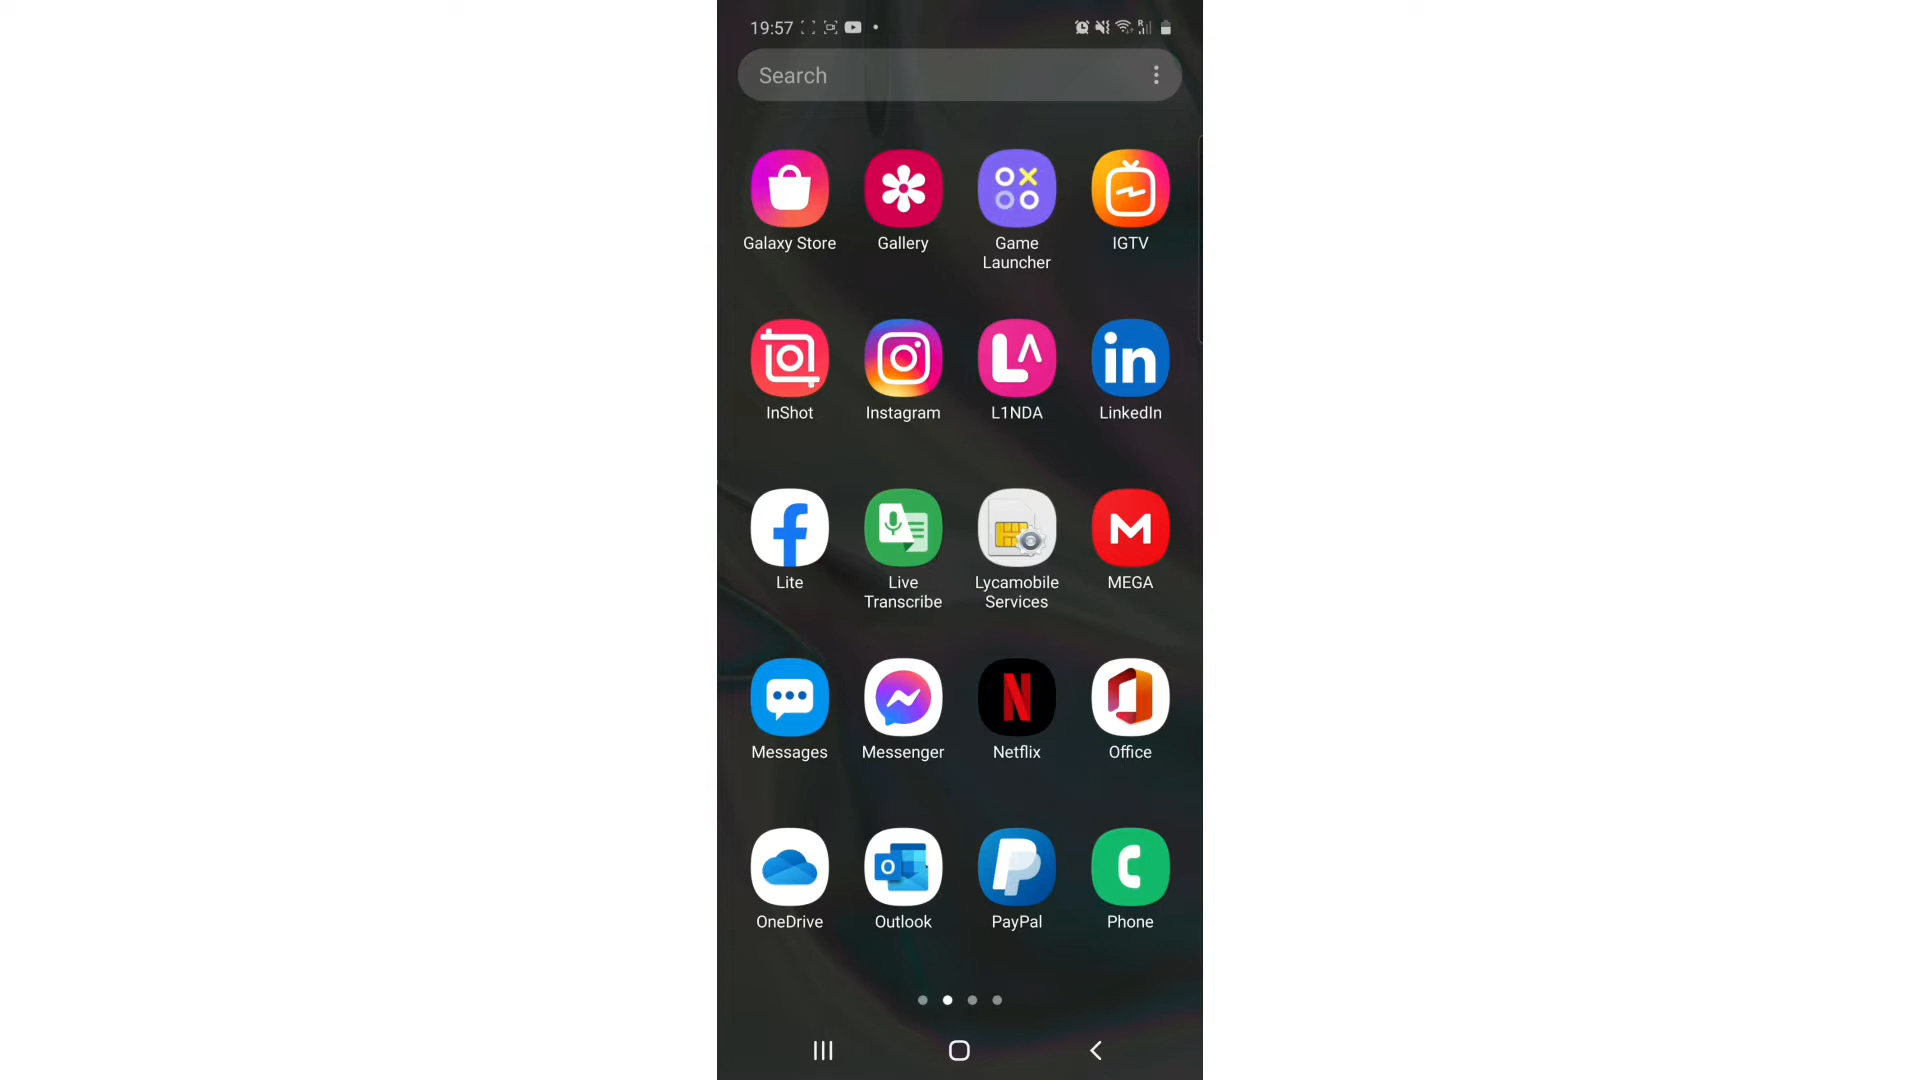 19:57
Search
Galaxy Store
Gallery
Game
Launcher
IGTV
InShot
Instagram
L1NDA
LinkedIn
Lite
Live
Transcribe
Lycamobile
Services
MEGA
Messages
Messenger
Netflix
Office
OneDrive
Outlook
PayPal
Phone